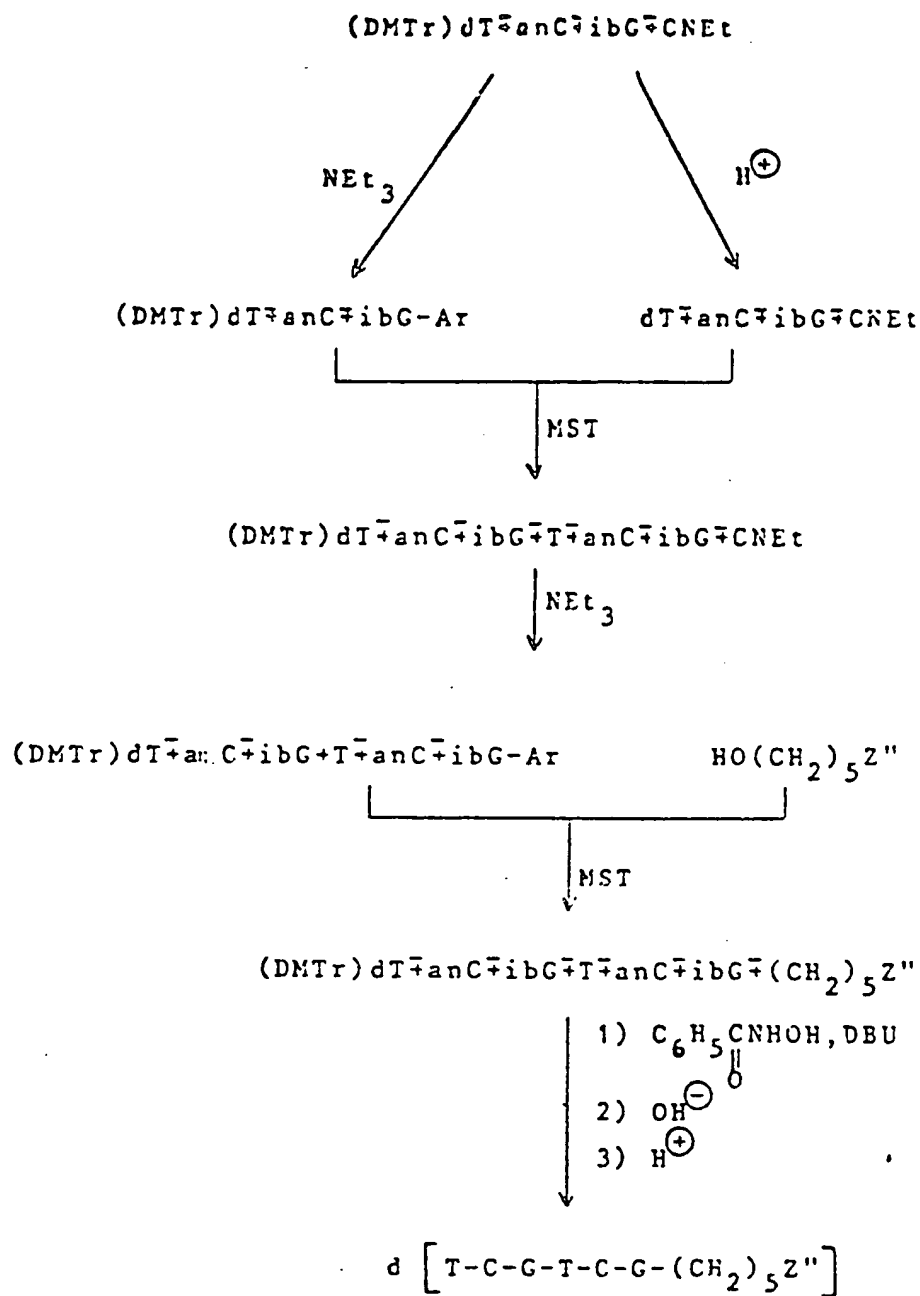 (DMTr)dT∓anC∓ibG∓CNEt
NEt₃
H⊕
(DMTr)dT∓anC∓ibG-Ar
dT∓anC∓ibG∓CNEt
MST
(DMTr)dT∓anC∓ibG∓T∓anC∓ibG∓CNEt
NEt₃
(DMTr)dT∓an C∓ibG+T∓anC∓ibG-Ar
HO(CH₂)₅Z"
MST
(DMTr)dT∓anC∓ibG∓T∓anC∓ibG∓(CH₂)₅Z"
1) C₆H₅CNHOH,DBU
O
2) OH⊖
3) H⊕
d [T-C-G-T-C-G-(CH₂)₅Z"]